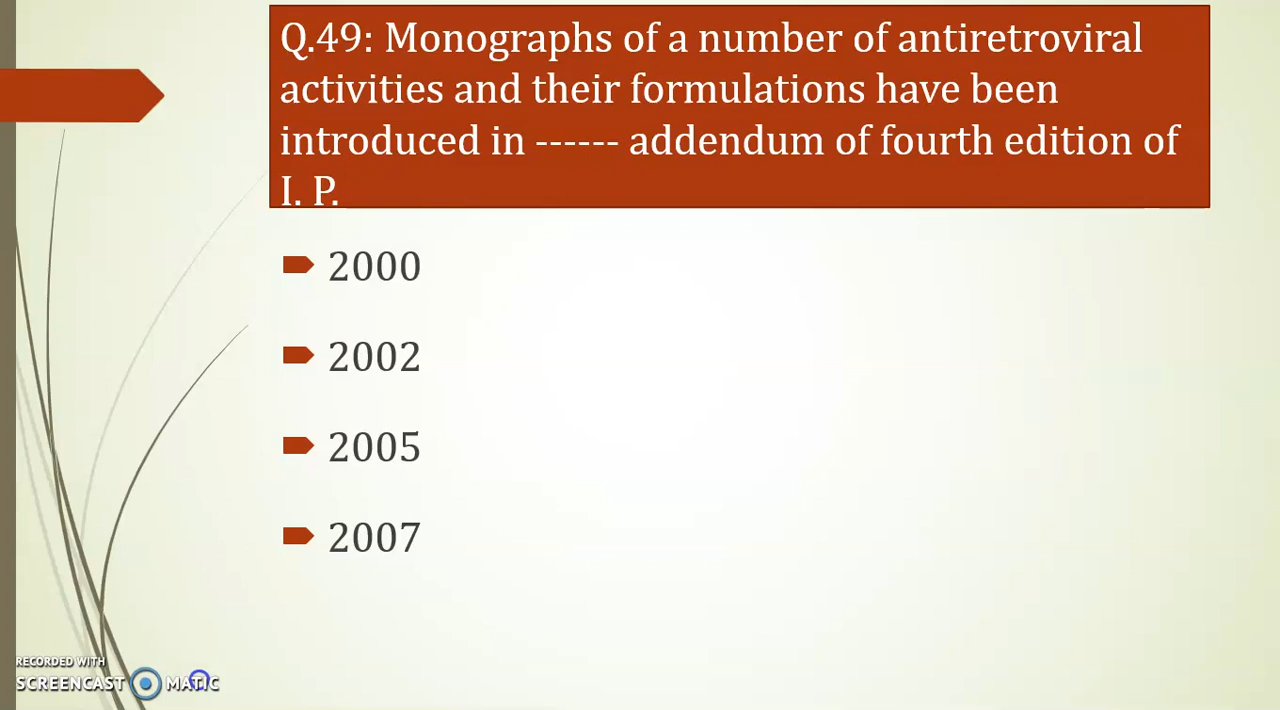 Q.49: Monographs of a number of antiretroviral
activities and their formulations have been
introduced in ------ addendum of fourth edition of
I. P.
2000
2002
2005
2007
RECORDED WITH
SCREENCAST MATIC